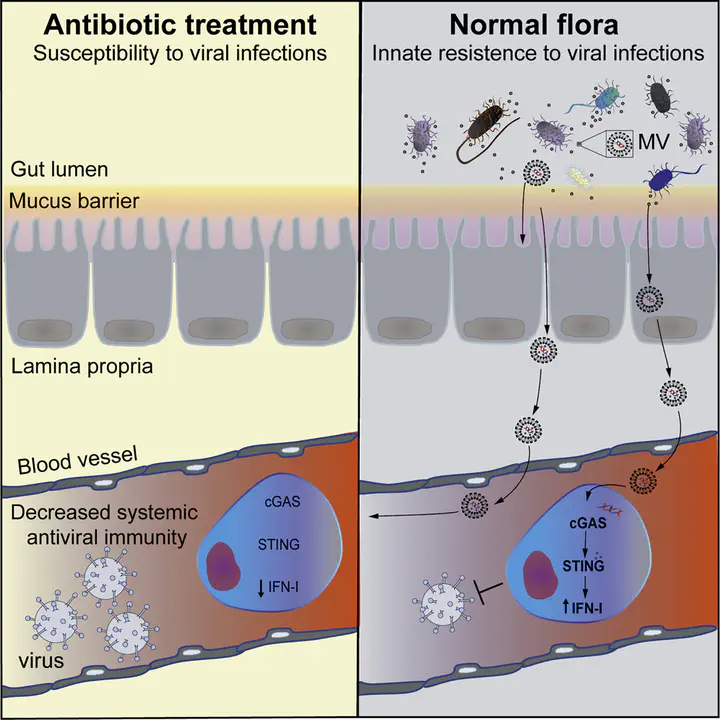 Antibiotic treatment
Susceptibility to viral infections
Gut lumen
Mucus barrier
Lamina propria
Blood vessel
Decreased systemic
antiviral immunity
cGAS
STING
↓ IFN-I
virus
Normal flora
Innate resistence to viral infections
MV
cGAS
STING
↑ IFN-I